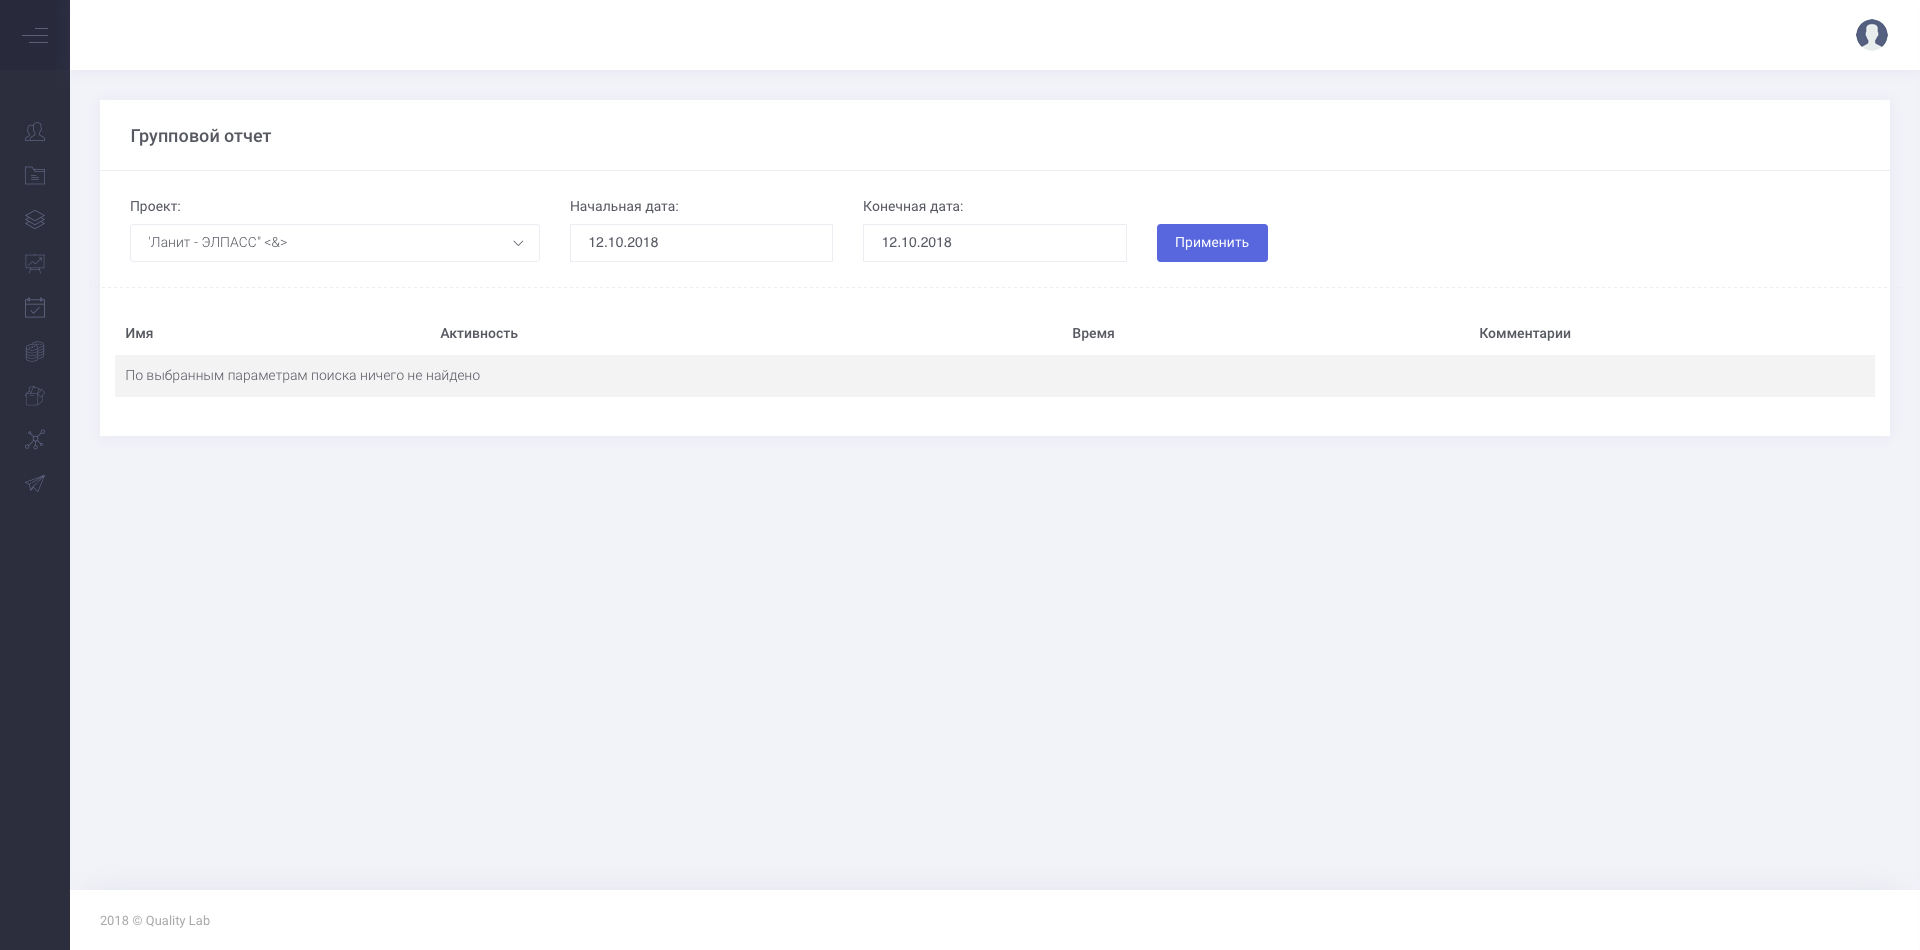 Групповой отчет
Проект: Начальная дата: Конечная дата:
'Ланит - ЭЛПАСС" <&> 12.10.2018 12.10.2018 Применить
Имя Активность Время Комментарии
По выбранным параметрам поиска ничего не найдено
2018 © Quality Lab